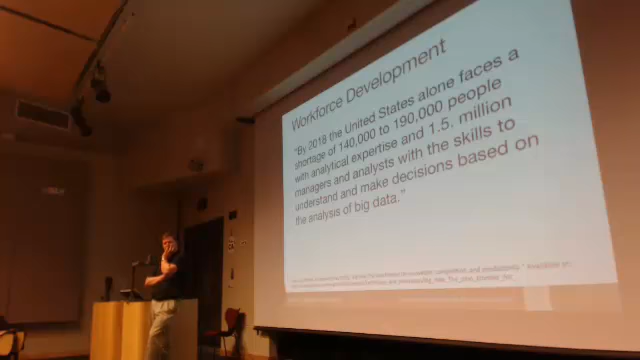 Workforce Development
"By 2018 the United States alone faces a
shortage of 140,000 to 190,000 people
with analytical expertise and 1.5. million
managers and analysts with the skills to
understand and make decisions based on
the analysis of big data."